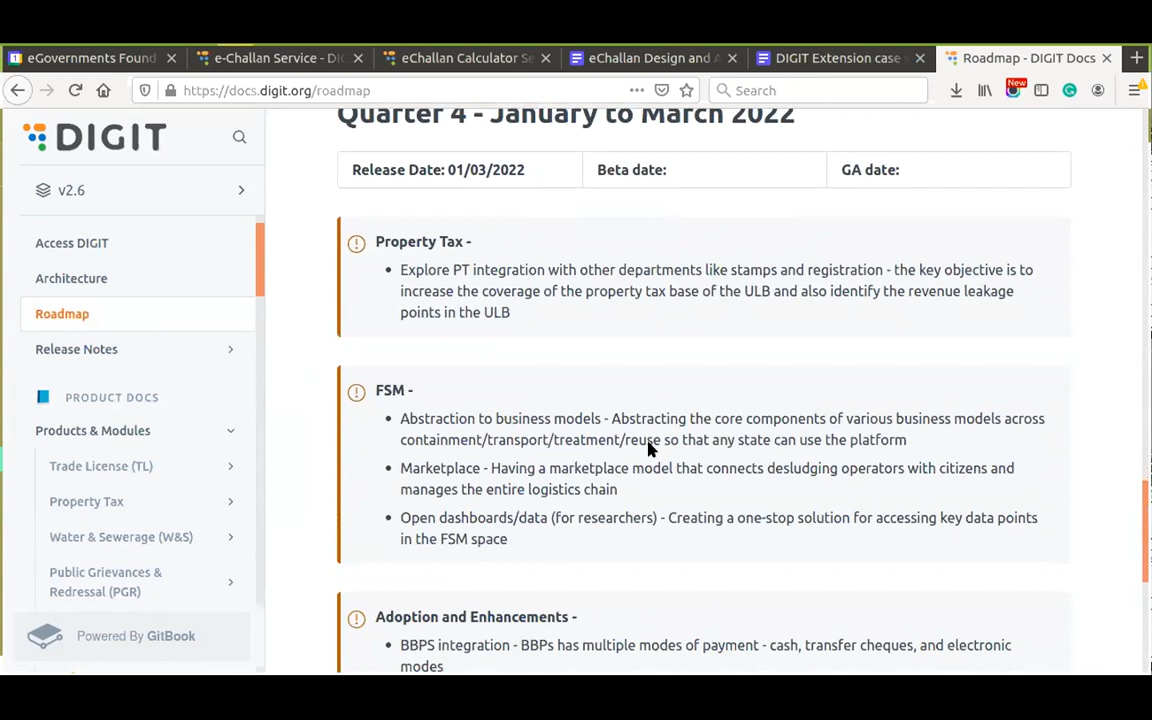 eGovernments Found
e-Challan Service - DIG
eChallan Calculator Se
eChallan Design and A
DIGIT Extension case
Roadmap - DIGIT Docs
https://docs.digit.org/roadmap
Search
New
DIGIT
v2.6
Access DIGIT
Architecture
Roadmap
Release Notes
PRODUCT DOCS
Products & Modules
Trade License (TL)
Property Tax
Water & Sewerage (W&S)
Public Grievances &
Redressal (PGR)
Powered By GitBook
Quarter 4 - January to March 2022
Release Date: 01/03/2022
Beta date:
GA date:
Property Tax -
Explore PT integration with other departments like stamps and registration - the key objective is to
increase the coverage of the property tax base of the ULB and also identify the revenue leakage
points in the ULB
FSM -
Abstraction to business models - Abstracting the core components of various business models across
containment/transport/treatment/reuse so that any state can use the platform
Marketplace - Having a marketplace model that connects desludging operators with citizens and
manages the entire logistics chain
Open dashboards/data (for researchers) - Creating a one-stop solution for accessing key data points
in the FSM space
Adoption and Enhancements -
BBPS integration - BBPs has multiple modes of payment - cash, transfer cheques, and electronic
modes